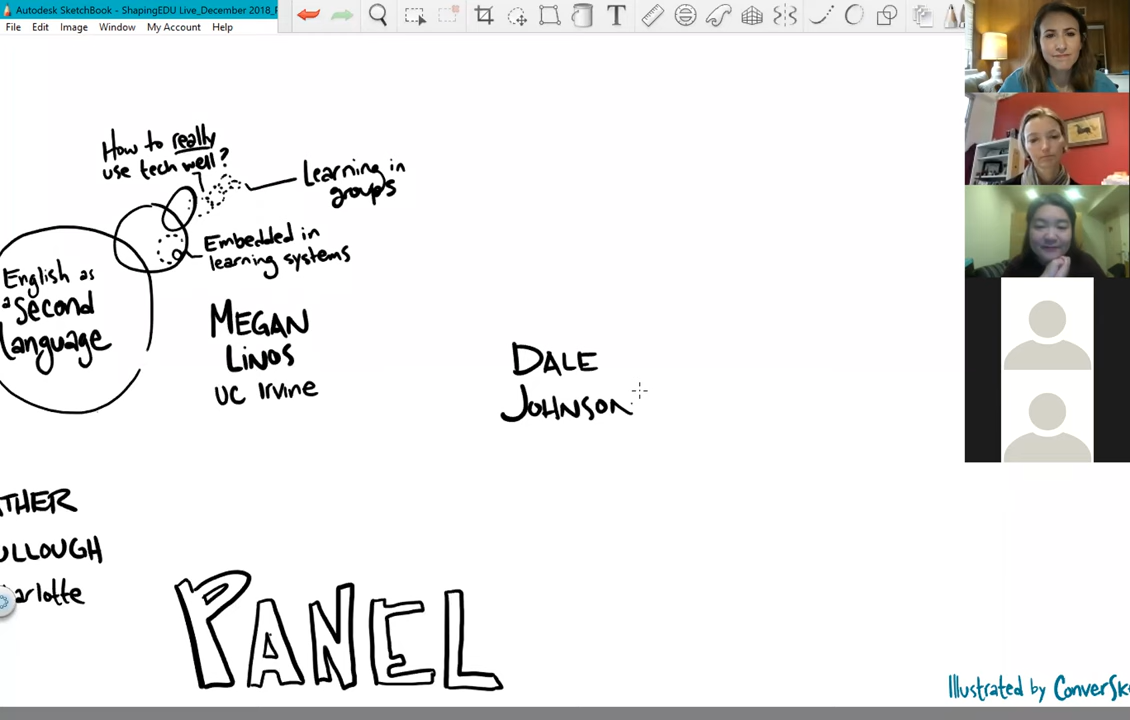 Autodesk SketchBook - ShapingEDU Live_December 2018_
File Edit Image Window My Account Help
T
How to really
use tech well?
Learning in
groups
Embedded in
learning systems
English as
a second
language
MEGAN
LINOS
UC Irvine
DALE
JOHNSON
THER
ULLOUGH
arlotte
PANEL
Illustrated by ConverSk